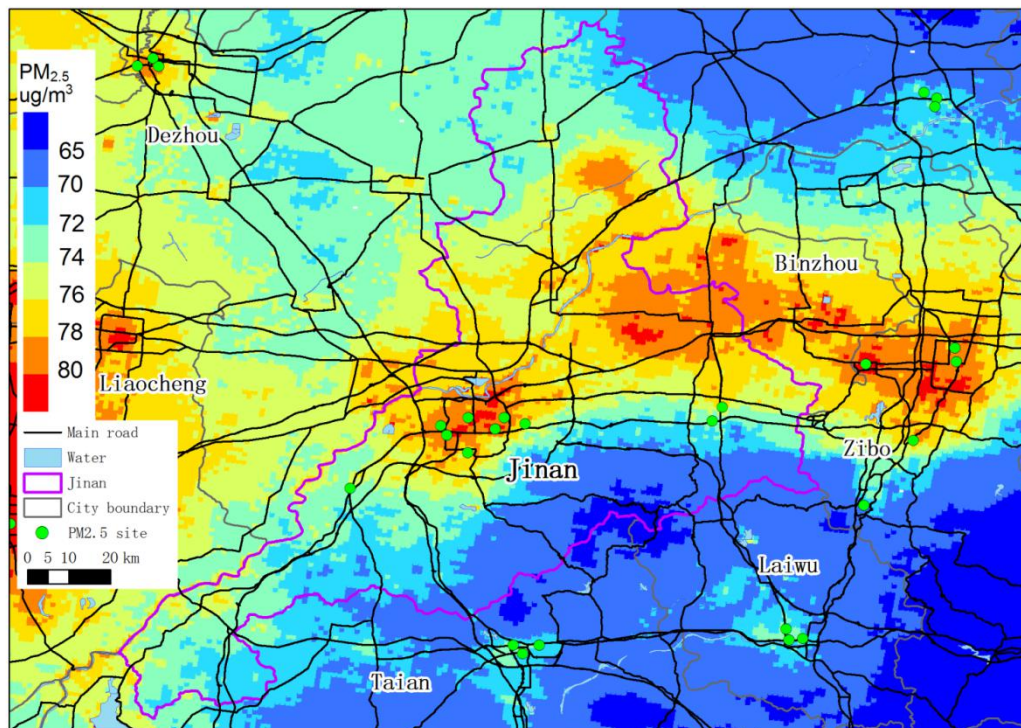 PM2.5
ug/m3
65
70
72
74
76
78
80
Main road
Water
Jinan
City boundary
PM2.5 site
0 5 10 20 km
Dezhou
Binzhou
Liaocheng
Jinan
Zibo
Laiwu
Taian